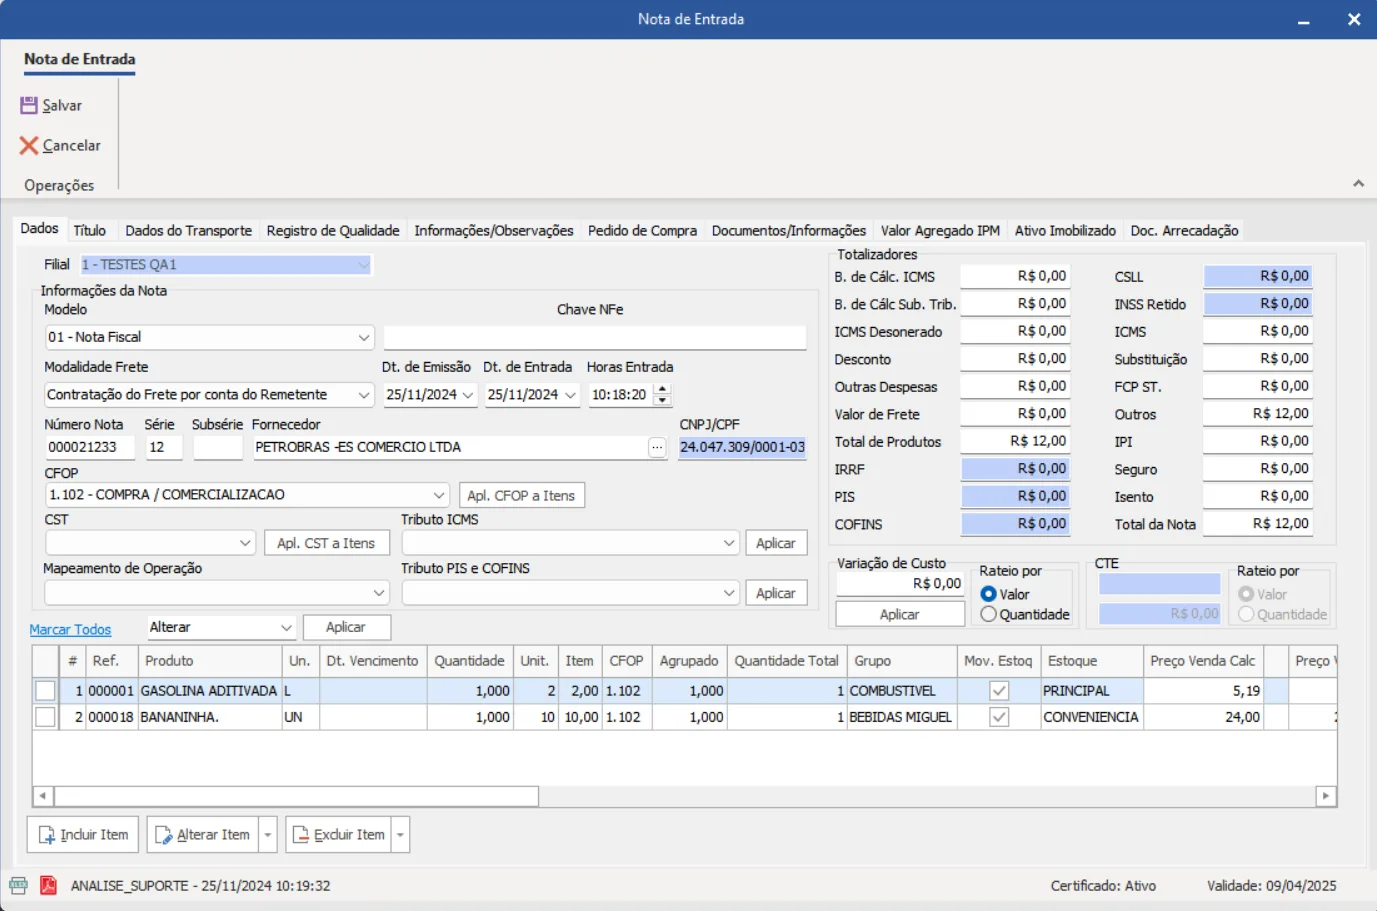 Nota de Entrada
Nota de Entrada
Salvar
Cancelar
Operações
Dados Título Dados do Transporte Registro de Qualidade Informações/Observações Pedido de Compra Documentos/Informações Valor Agregado IPM Ativo Imobilizado Doc. Arrecadação
Filial 1 - TESTES QA1
Informações da Nota
Modelo Chave NFe
01 - Nota Fiscal
Modalidade Frete Dt. de Emissão Dt. de Entrada Horas Entrada
Contratação do Frete por conta do Remetente 25/11/2024 25/11/2024 10:18:20
Número Nota Série Subsérie Fornecedor CNPJ/CPF
000021233 12 PETROBRAS -ES COMERCIO LTDA ... 24.047.309/0001-03
CFOP
1.102 - COMPRA / COMERCIALIZACAO Apl. CFOP a Itens
CST Tributo ICMS
Apl. CST a Itens Aplicar
Mapeamento de Operação Tributo PIS e COFINS
Aplicar
Totalizadores
B. de Cálc. ICMS R$ 0,00 CSLL R$ 0,00
B. de Cálc Sub. Trib. R$ 0,00 INSS Retido R$ 0,00
ICMS Desonerado R$ 0,00 ICMS R$ 0,00
Desconto R$ 0,00 Substituição R$ 0,00
Outras Despesas R$ 0,00 FCP ST. R$ 0,00
Valor de Frete R$ 0,00 Outros R$ 12,00
Total de Produtos R$ 12,00 IPI R$ 0,00
IRRF R$ 0,00 Seguro R$ 0,00
PIS R$ 0,00 Isento R$ 0,00
COFINS R$ 0,00 Total da Nota R$ 12,00
Variação de Custo
R$ 0,00
Aplicar
Rateio por
Valor
Quantidade
CTE
R$ 0,00
Rateio por
Valor
Quantidade
Marcar Todos Alterar Aplicar
# Ref. Produto Un. Dt. Vencimento Quantidade Unit. Item CFOP Agrupado Quantidade Total Grupo Mov. Estoq Estoque Preço Venda Calc Preço
1 000001 GASOLINA ADITIVADA L 1,000 2 2,00 1.102 1,000 1 COMBUSTIVEL PRINCIPAL 5,19
2 000018 BANANINHA. UN 1,000 10 10,00 1.102 1,000 1 BEBIDAS MIGUEL CONVENIENCIA 24,00
Incluir Item Alterar Item Excluir Item
ANALISE_SUPORTE - 25/11/2024 10:19:32 Certificado: Ativo Validade: 09/04/2025